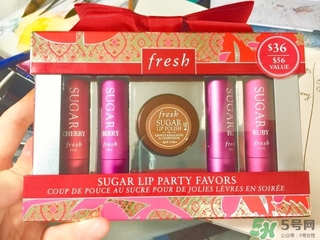 fresh
$36
$56
VALUE
SUGAR
CHERRY
SUGAR
BERRY
fresh
SUGAR
LIP POLISH
SUGAR
SUGAR
RUBY
SUGAR LIP PARTY FAVORS
COUP DE POUCE AU SUCRE POUR DE JOLIES LÈVRES EN SOIRÉE
5号网